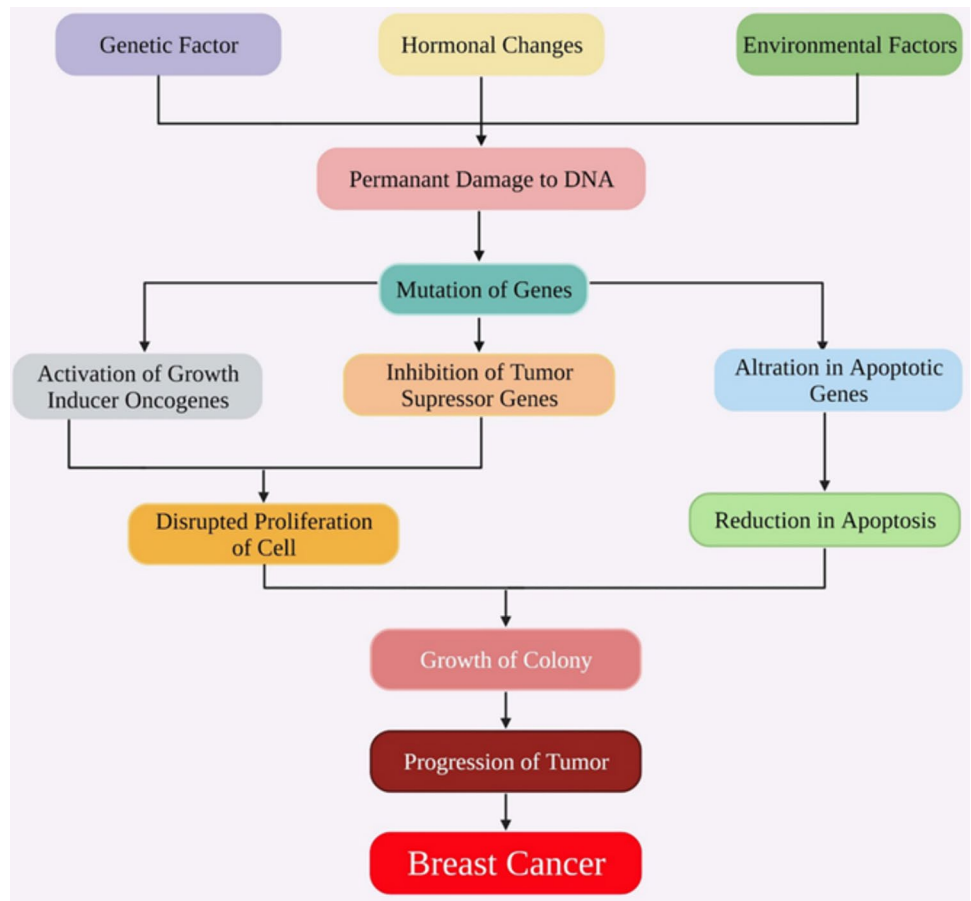 Genetic Factor
Hormonal Changes
Environmental Factors
Permanant Damage to DNA
Mutation of Genes
Activation of Growth
Inducer Oncogenes
Inhibition of Tumor
Supressor Genes
Altration in Apoptotic
Genes
Disrupted Proliferation
of Cell
Reduction in Apoptosis
Growth of Colony
Progression of Tumor
Breast Cancer